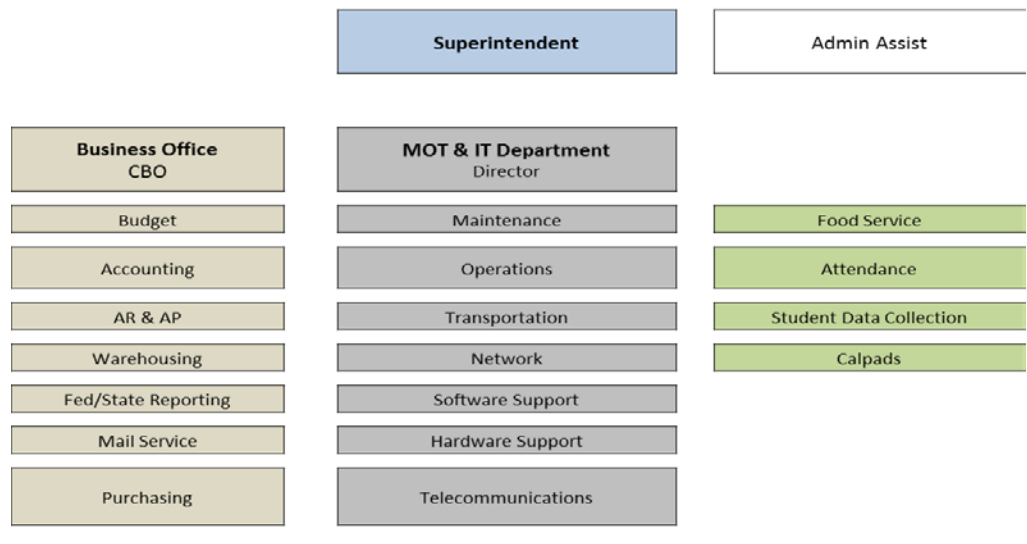 Superintendent
Admin Assist
Business Office
CBO
MOT & IT Department
Director
Budget
Maintenance
Food Service
Accounting
Operations
Attendance
AR & AP
Transportation
Student Data Collection
Warehousing
Network
Calpads
Fed/State Reporting
Software Support
Mail Service
Hardware Support
Purchasing
Telecommunications